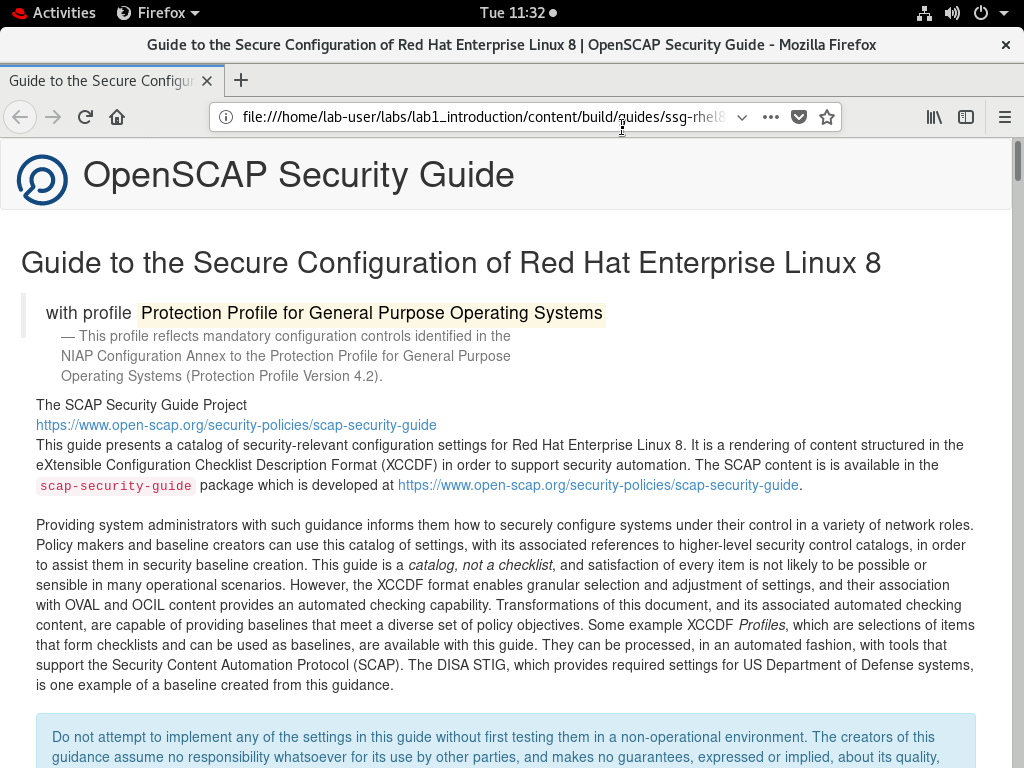 Activities Firefox Tue 11:32
Guide to the Secure Configuration of Red Hat Enterprise Linux 8 | OpenSCAP Security Guide - Mozilla Firefox
Guide to the Secure Configur
file:///home/lab-user/labs/lab1_introduction/content/build/guides/ssg-rhel8
OpenSCAP Security Guide
Guide to the Secure Configuration of Red Hat Enterprise Linux 8
with profile Protection Profile for General Purpose Operating Systems
— This profile reflects mandatory configuration controls identified in the
NIAP Configuration Annex to the Protection Profile for General Purpose
Operating Systems (Protection Profile Version 4.2).
The SCAP Security Guide Project
https://www.open-scap.org/security-policies/scap-security-guide
This guide presents a catalog of security-relevant configuration settings for Red Hat Enterprise Linux 8. It is a rendering of content structured in the
eXtensible Configuration Checklist Description Format (XCCDF) in order to support security automation. The SCAP content is is available in the
scap-security-guide package which is developed at https://www.open-scap.org/security-policies/scap-security-guide.
Providing system administrators with such guidance informs them how to securely configure systems under their control in a variety of network roles.
Policy makers and baseline creators can use this catalog of settings, with its associated references to higher-level security control catalogs, in order
to assist them in security baseline creation. This guide is a catalog, not a checklist, and satisfaction of every item is not likely to be possible or
sensible in many operational scenarios. However, the XCCDF format enables granular selection and adjustment of settings, and their association
with OVAL and OCIL content provides an automated checking capability. Transformations of this document, and its associated automated checking
content, are capable of providing baselines that meet a diverse set of policy objectives. Some example XCCDF Profiles, which are selections of items
that form checklists and can be used as baselines, are available with this guide. They can be processed, in an automated fashion, with tools that
support the Security Content Automation Protocol (SCAP). The DISA STIG, which provides required settings for US Department of Defense systems,
is one example of a baseline created from this guidance.
Do not attempt to implement any of the settings in this guide without first testing them in a non-operational environment. The creators of this
guidance assume no responsibility whatsoever for its use by other parties, and makes no guarantees, expressed or implied, about its quality,